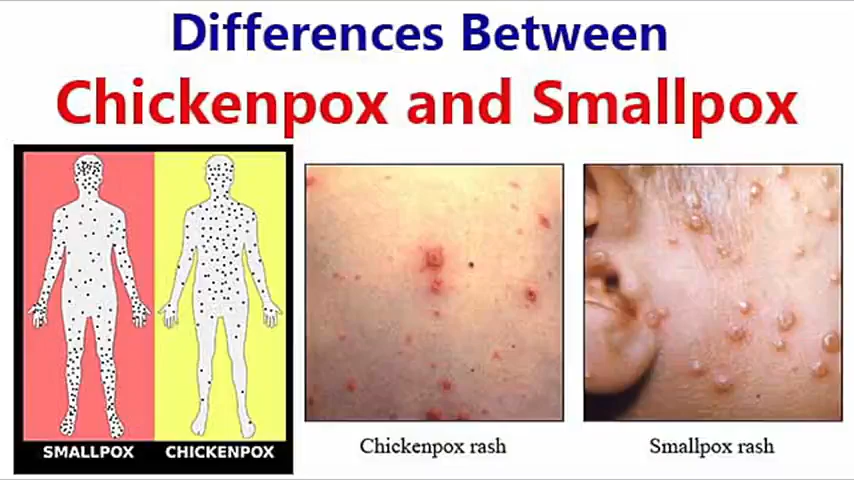 Differences Between
Chickenpox and Smallpox
SMALLPOX
CHICKENPOX
Chickenpox rash
Smallpox rash